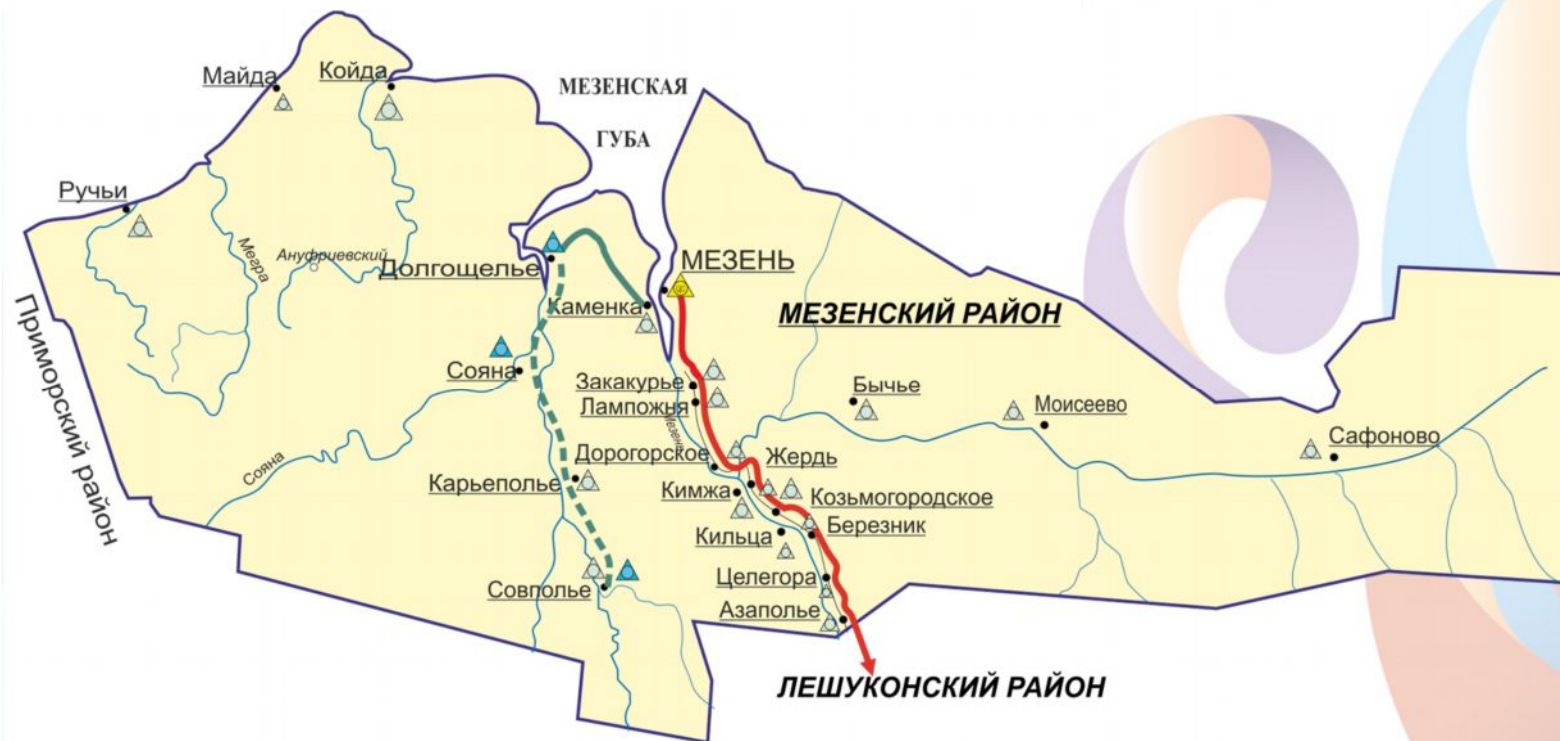 Майда
Койда
МЕЗЕНСКАЯ
ГУБА
Ручьи
Мегра
Ануфриевский
Долгощелье
МЕЗЕНЬ
Каменка
МЕЗЕНСКИЙ РАЙОН
Приморский район
Сояна
Закакурье
Лампожня
Мезень
Бычье
Моисеево
Сафоново
Сояна
Дорогорское
Жердь
Карьеполье
Кимжа
Козьмогородское
Березник
Кильца
Целегора
Совполье
Азаполье
ЛЕШУКОНСКИЙ РАЙОН